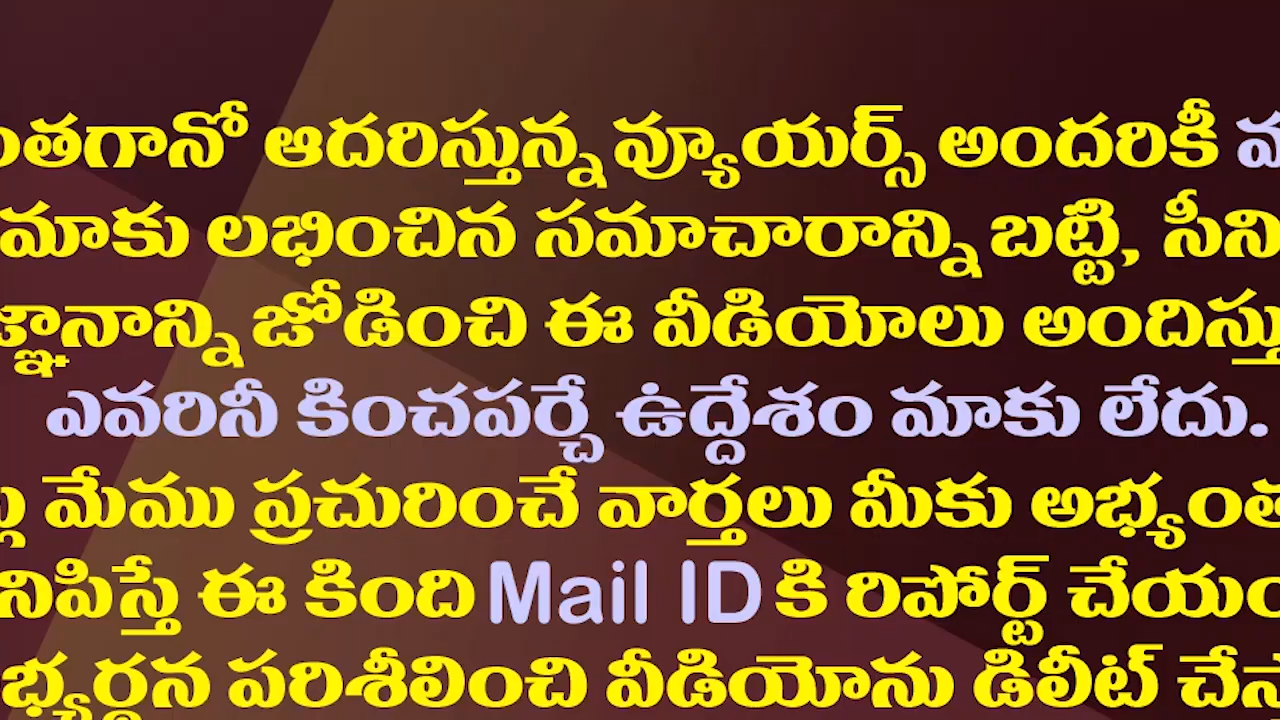 ఆదరిస్తున్న వ్యూయర్స్ అందరికీ
మాకు లభించిన సమాచారాన్ని బట్టి,
జోడించి ఈ వీడియోలు
ఎవరినీ కించపర్చే ఉద్దేశం మాకు లేదు.
మేము ప్రచురించే వార్తలు మీకు
ఈ కింది Mail ID కి రిపోర్ట్
పరిశీలించి వీడియోను డిలీట్